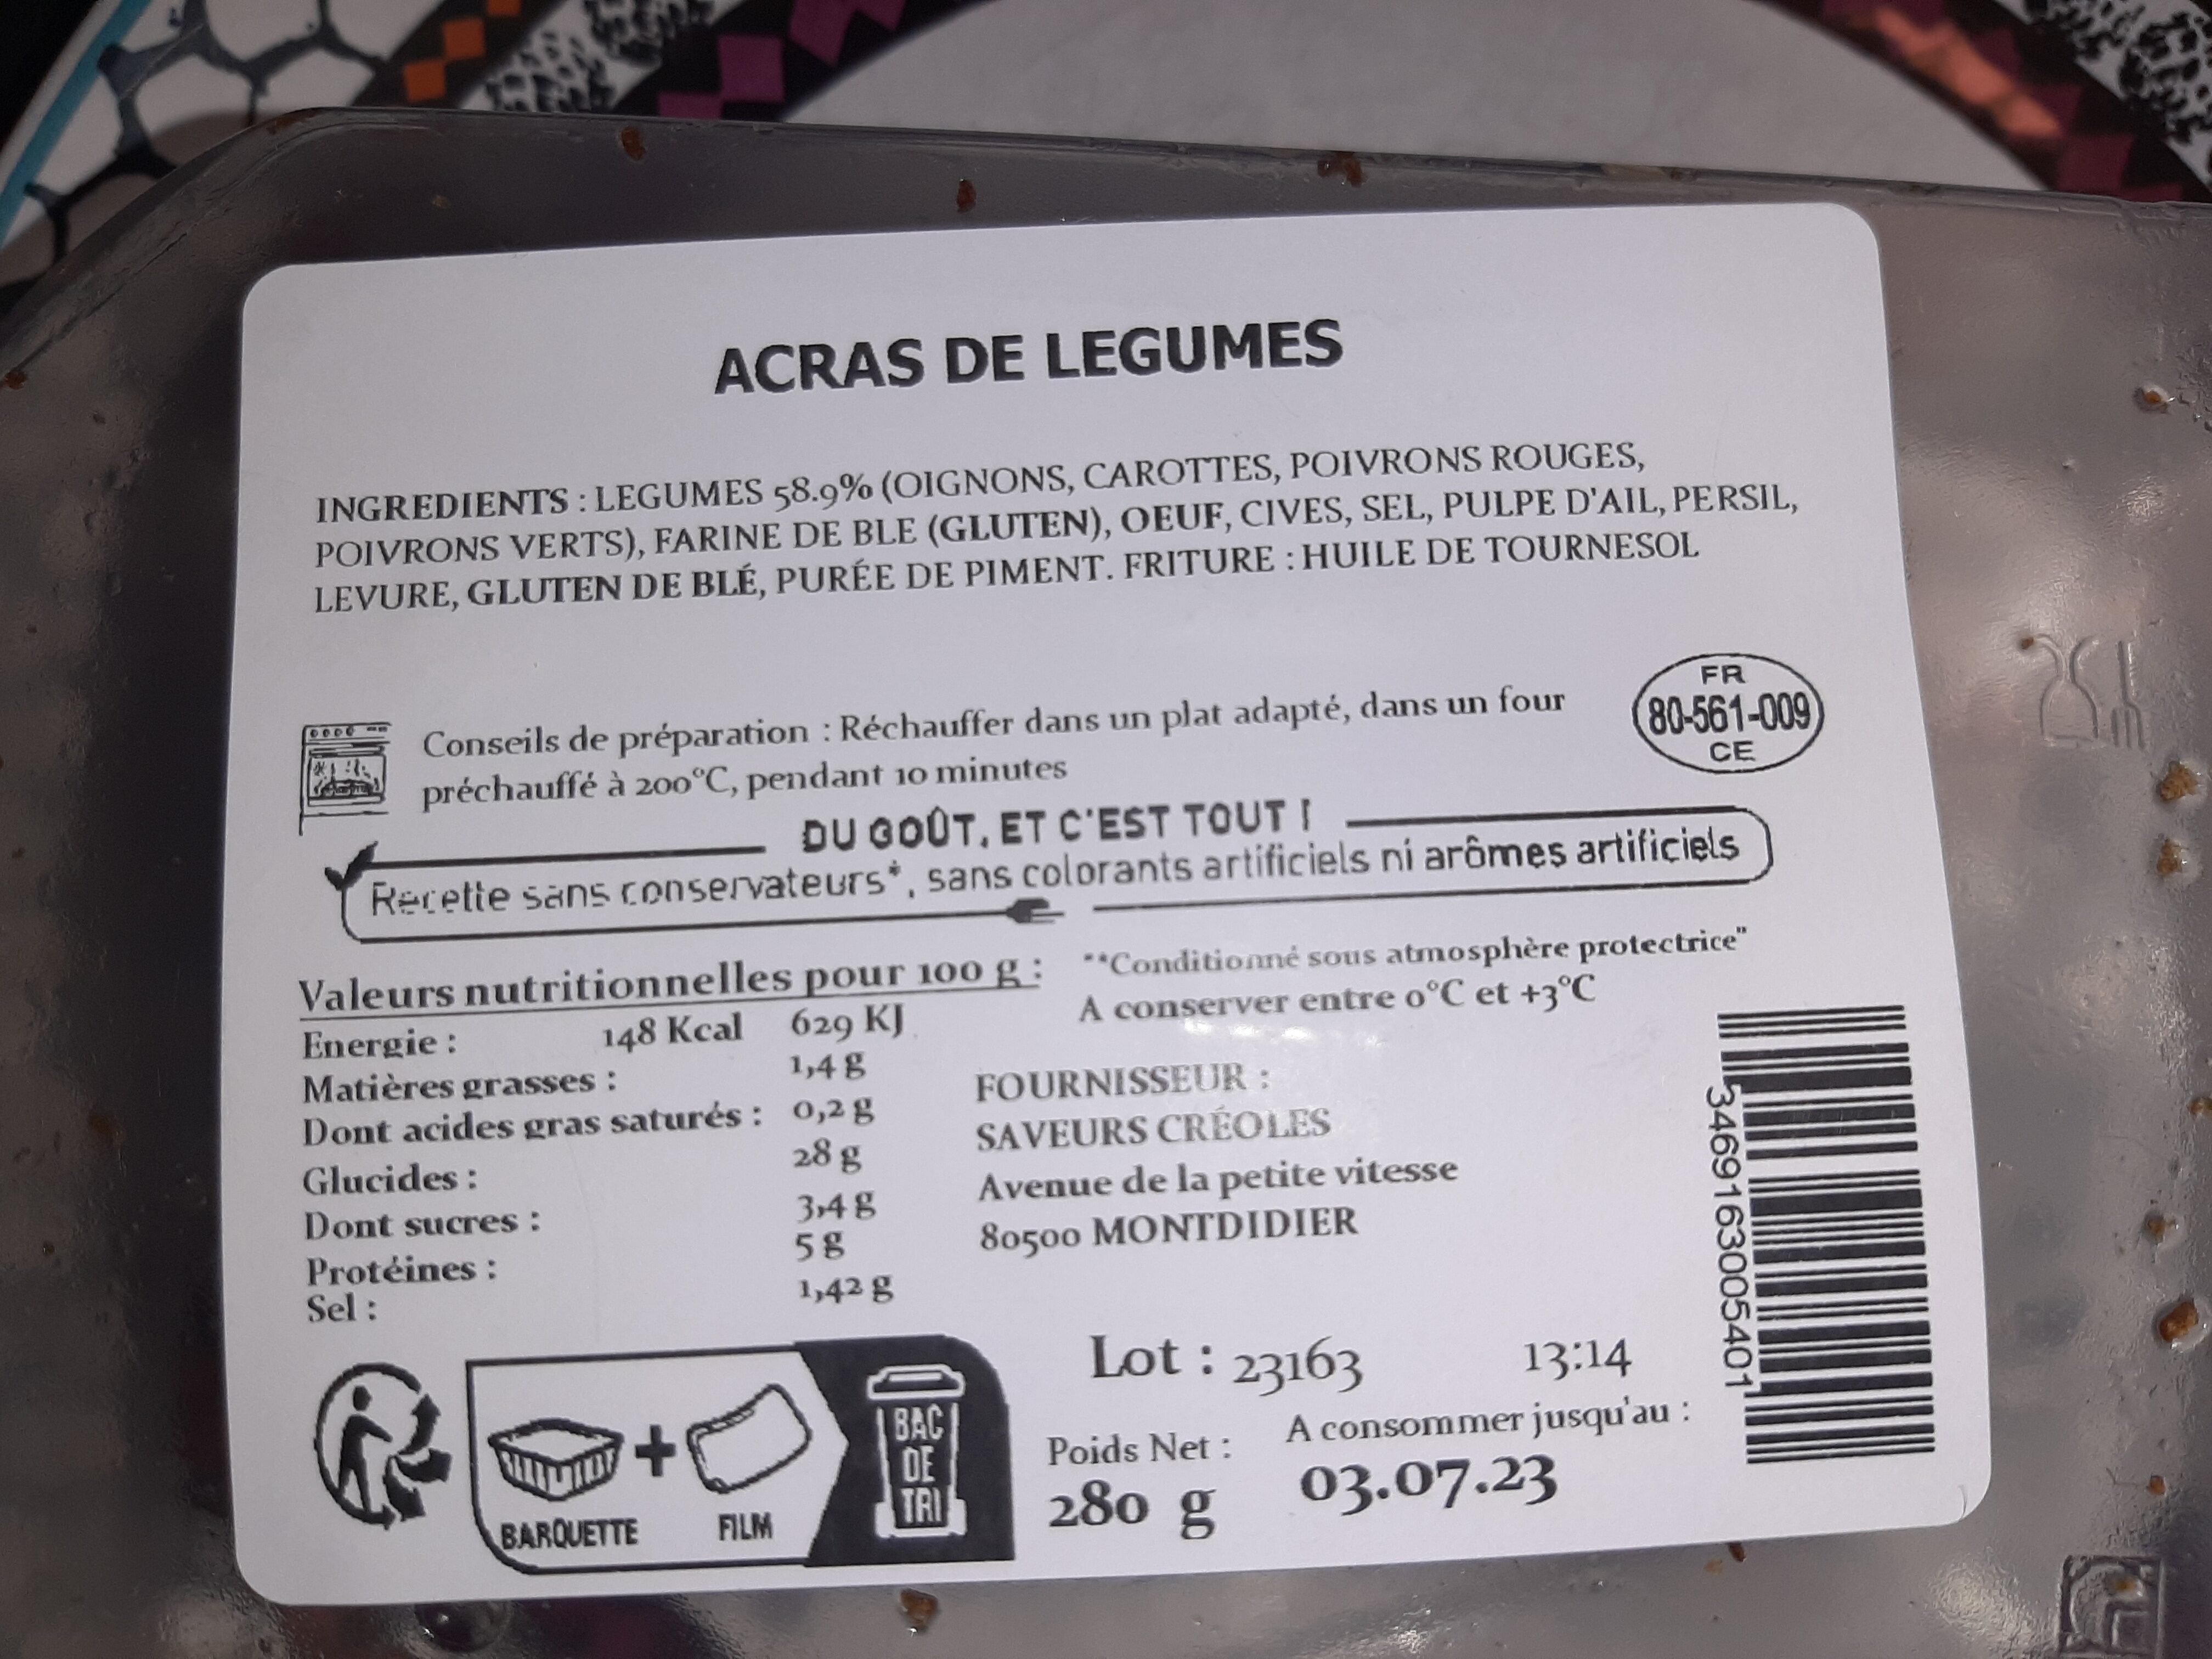 ACRAS DE LEGUMES
INGREDIENTS : LEGUMES 58.9% (OIGNONS, CAROTTES, POIVRONS ROUGES,
POIVRONS VERTS), FARINE DE BLE (GLUTEN), OEUF, CIVES, SEL, PULPE D'AIL, PERSIL,
LEVURE, GLUTEN DE BLÉ, PURÉE DE PIMENT. FRITURE : HUILE DE TOURNESOL
Conseils de préparation : Réchauffer dans un plat adapté, dans un four
préchauffé à 200°C, pendant 10 minutes
FR
80-561-009
CE
DU GOÛT, ET C'EST TOUT !
Recette sans conservateurs*, sans colorants artificiels ni arômes artificiels
Valeurs nutritionnelles pour 100 g :
Energie : 148 Kcal 629 KJ
Matières grasses : 1,4 g
Dont acides gras saturés : 0,2 g
Glucides : 28 g
Dont sucres : 3,4 g
Protéines : 5 g
Sel : 1,42 g
"*Conditionné sous atmosphère protectrice"
A conserver entre 0°C et +3°C
FOURNISSEUR :
SAVEURS CRÉOLES
Avenue de la petite vitesse
80500 MONTDIDIER
3469163005401
Lot : 23163 13:14
Poids Net :
280 g
A consommer jusqu'au :
03.07.23
BARQUETTE
+
FILM
BAC
DE
TRI